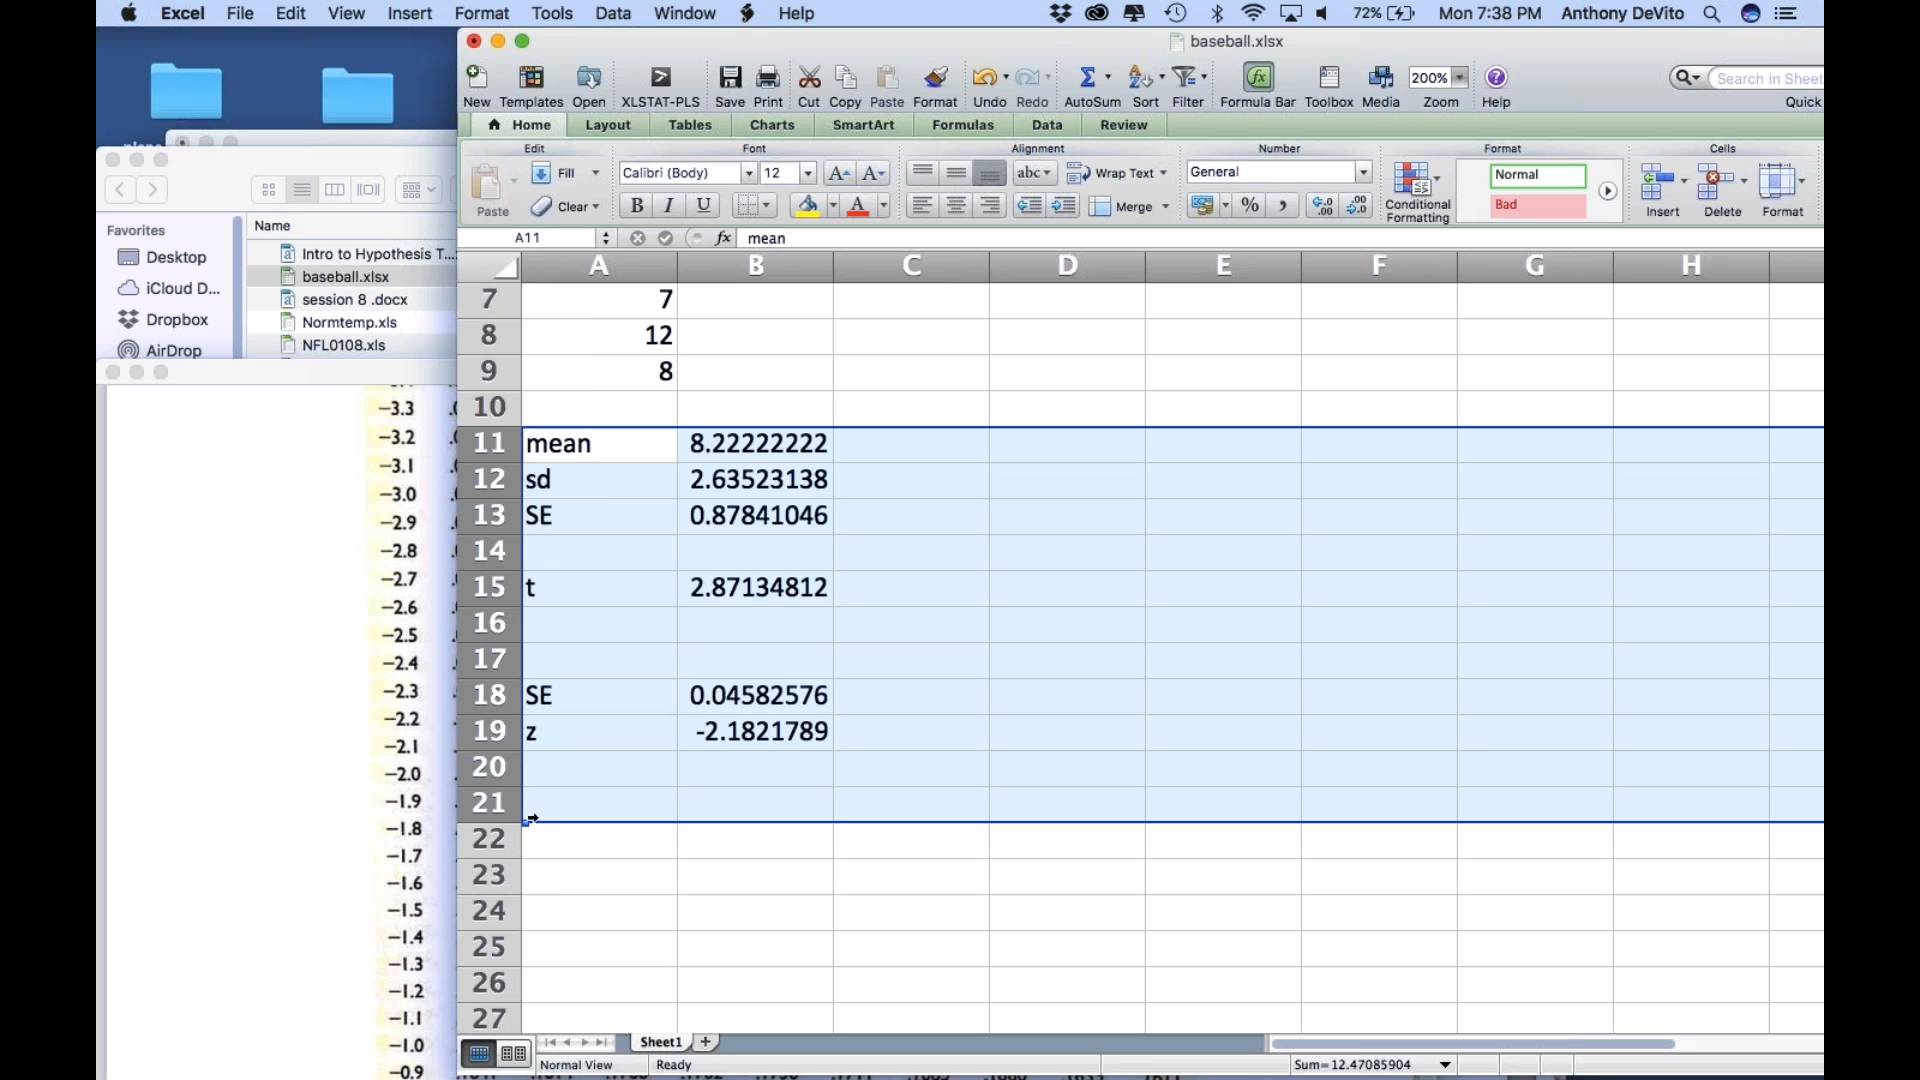 Excel File Edit View Insert Format Tools Data Window Help 72% Mon 7:38 PM Anthony DeVito
baseball.xlsx
New Templates Open XLSTAT-PLS Save Print Cut Copy Paste Format Undo Redo AutoSum Sort Filter Formula Bar Toolbox Media 200% Zoom Help Search in Sheet
Quick
Home Layout Tables Charts SmartArt Formulas Data Review
Edit Font Alignment Number Format Cells
Paste Fill Calibri (Body) 12 abc Wrap Text General Conditional Formatting Normal Insert Delete Format
Clear B I U A Merge % Bad
A11 fx mean
Favorites
Desktop
iCloud D...
Dropbox
AirDrop
Name
Intro to Hypothesis T...
baseball.xlsx
session 8 .docx
Normtemp.xls
NFL0108.xls
−3.3
−3.2
−3.1
−3.0
−2.9
−2.8
−2.7
−2.6
−2.5
−2.4
−2.3
−2.2
−2.1
−2.0
−1.9
−1.8
−1.7
−1.6
−1.5
−1.4
−1.3
−1.2
−1.1
−1.0
−0.9
A B C D E F G H
7 7
8 12
9 8
10
11 mean 8.22222222
12 sd 2.63523138
13 SE 0.87841046
14
15 t 2.87134812
16
17
18 SE 0.04582576
19 z -2.1821789
20
21
22
23
24
25
26
27
Sheet1
Normal View Ready Sum=12.47085904